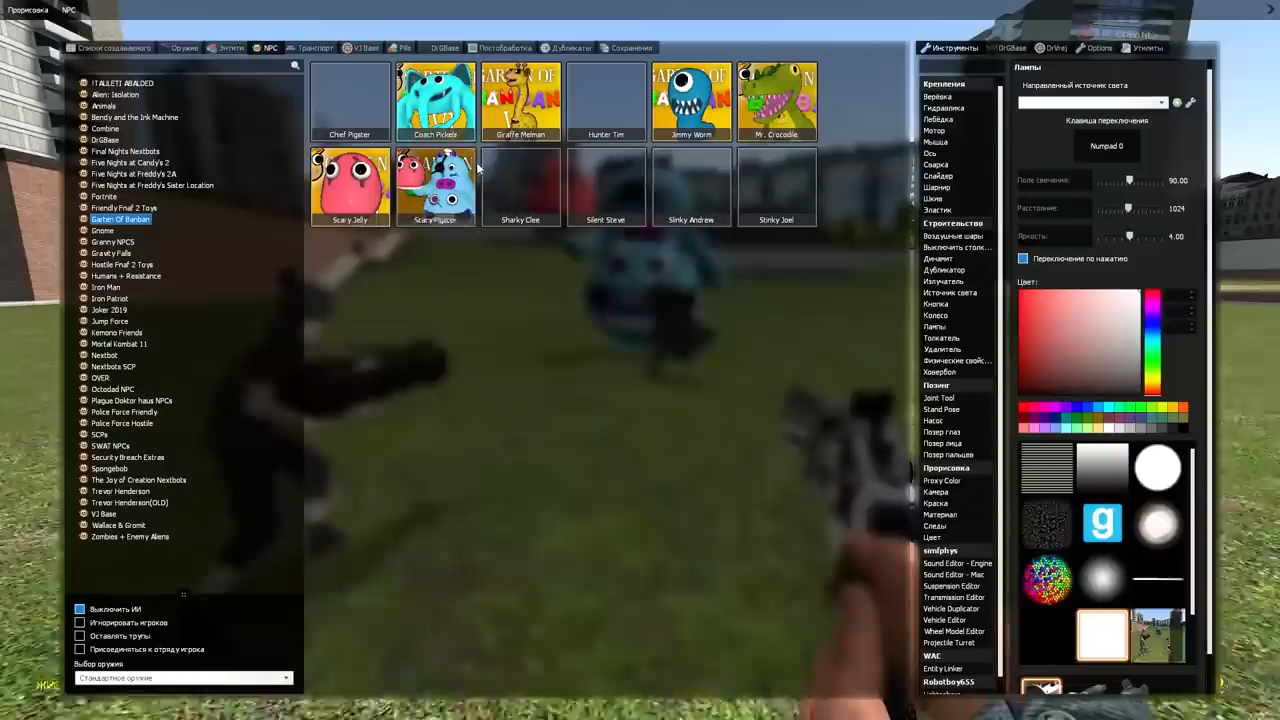 Прорисовка NPC
Списки создаваемого Оружие Энтити NPC Транспорт VJ Base Pills DrGBase Постобработка Дубликаты Сохранения
!TAULETI ABALDED
Alien: Isolation
Animals
Bendy and the Ink Machine
Combine
DrGBase
Final Nights Nextbots
Five Nights at Candy's 2
Five Nights at Freddy's 2A
Five Nights at Freddy's Sister Location
Fortnite
Friendly Fnaf 2 Toys
Garten Of Banban
Gnome
Granny NPCS
Gravity Falls
Hostile Fnaf 2 Toys
Humans + Resistance
Iron Man
Iron Patriot
Joker 2019
Jump Force
Kemono Friends
Mortal Kombat 11
Nextbot
Nextbots SCP
OVER
Octodad NPC
Plague Doktor haus NPCs
Police Force Friendly
Police Force Hostile
SCPs
SWAT NPCs
Security Breach Extras
Spongebob
The Joy of Creation Nextbots
Trevor Henderson
Trevor Henderson(OLD)
VJ Base
Wallace & Gromit
Zombies + Enemy Aliens
Выключить ИИ
Игнорировать игроков
Оставлять трупы
Присоединяться к отряду игрока
Выбор оружия
Стандартное оружие
Chief Pigster Coach Pickels Giraffe Melman Hunter Tim Jimmy Worm Mr. Crocodile
Scary Jelly Sharky Clee Silent Steve Slinky Andrew Stinky Joel
Инструменты DrGBase DrVrej Options Утилиты
Крепления
Верёвка
Гидравлика
Лебёдка
Мотор
Мышца
Ось
Сварка
Слайдер
Шарнир
Шкив
Эластик
Строительство
Воздушные шары
Выключить столк...
Динамит
Дубликатор
Излучатель
Источник света
Кнопка
Колесо
Лампы
Толкатель
Удалитель
Физические свойс...
Ховербол
Позинг
Joint Tool
Stand Pose
Насос
Позер глаз
Позер лица
Позер пальцев
Прорисовка
Proxy Color
Камера
Краска
Материал
Следы
Цвет
simfphys
Sound Editor - Engine
Sound Editor - Misc
Suspension Editor
Transmission Editor
Vehicle Duplicator
Vehicle Editor
Wheel Model Editor
Projectile Turret
WAC
Entity Linker
Robotboy655
Лампы
Направленный источник света
Клавиша переключения
Numpad 0
Поле свечения: 90.00
Расстояние: 1024
Яркость: 4.00
Переключение по нажатию
Цвет:
g